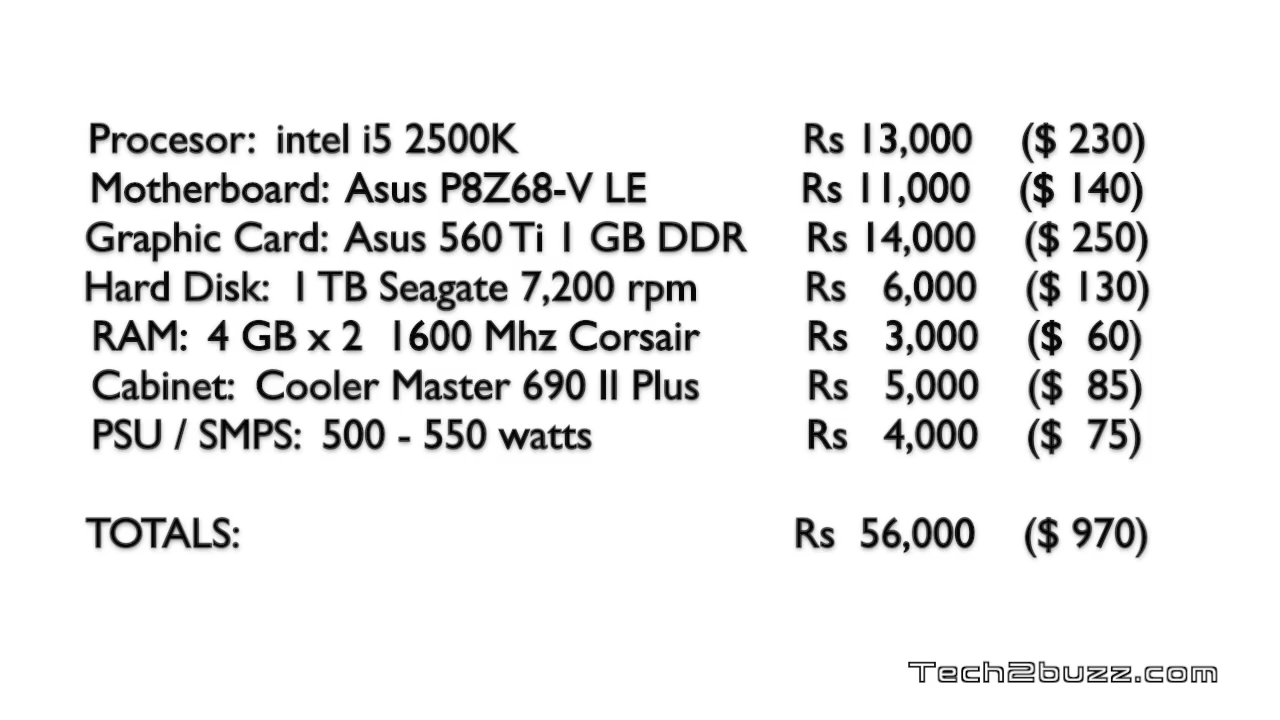 Procesor: intel i5 2500K Rs 13,000 ($ 230)
Motherboard: Asus P8Z68-V LE Rs 11,000 ($ 140)
Graphic Card: Asus 560 Ti 1 GB DDR Rs 14,000 ($ 250)
Hard Disk: 1 TB Seagate 7,200 rpm Rs 6,000 ($ 130)
RAM: 4 GB x 2 1600 Mhz Corsair Rs 3,000 ($ 60)
Cabinet: Cooler Master 690 II Plus Rs 5,000 ($ 85)
PSU / SMPS: 500 - 550 watts Rs 4,000 ($ 75)
TOTALS: Rs 56,000 ($ 970)
Tech2buzz.com